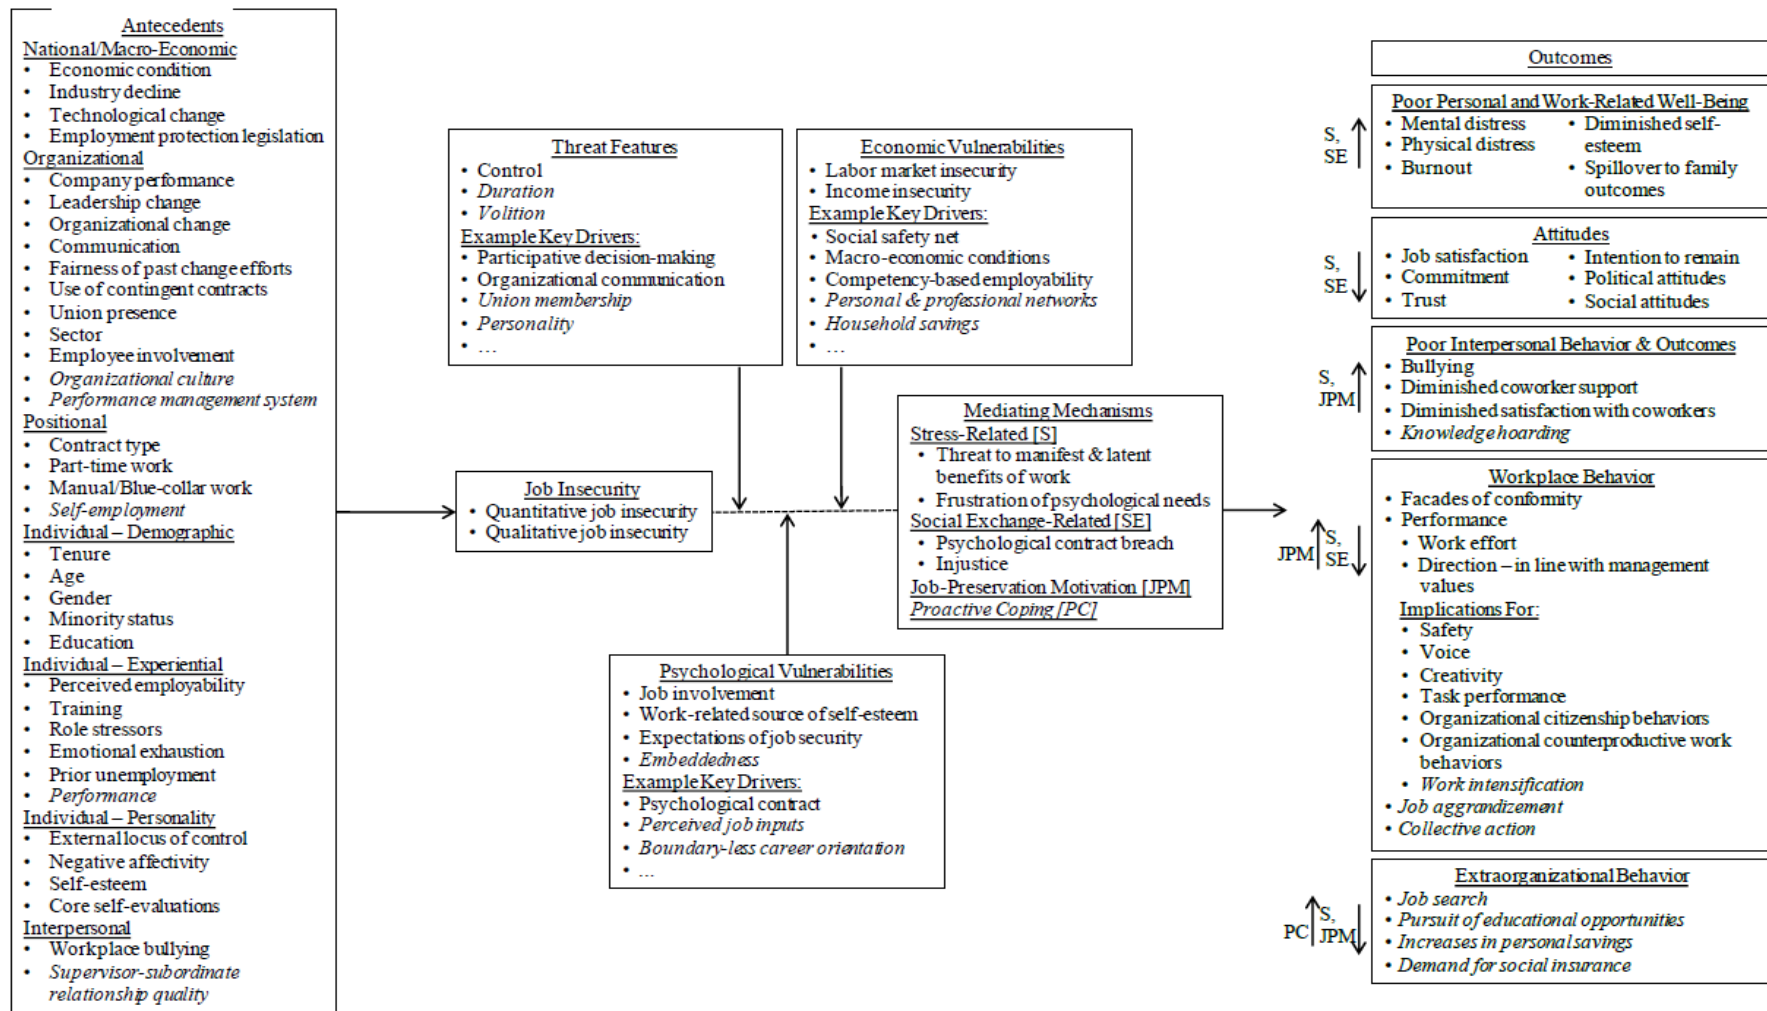 Antecedents
National/Macro-Economic
• Economic condition
• Industry decline
• Technological change
• Employment protection legislation
Organizational
• Company performance
• Leadership change
• Organizational change
• Communication
• Fairness of past change efforts
• Use of contingent contracts
• Union presence
• Sector
• Employee involvement
• Organizational culture
• Performance management system
Positional
• Contract type
• Part-time work
• Manual/Blue-collar work
• Self-employment
Individual – Demographic
• Tenure
• Age
• Gender
• Minority status
• Education
Individual – Experiential
• Perceived employability
• Training
• Role stressors
• Emotional exhaustion
• Prior unemployment
• Performance
Individual – Personality
• External locus of control
• Negative affectivity
• Self-esteem
• Core self-evaluations
Interpersonal
• Workplace bullying
• Supervisor-subordinate
relationship quality
Job Insecurity
• Quantitative job insecurity
• Qualitative job insecurity
Threat Features
• Control
• Duration
• Volition
Example Key Drivers:
• Participative decision-making
• Organizational communication
• Union membership
• Personality
• ...
Economic Vulnerabilities
• Labor market insecurity
• Income insecurity
Example Key Drivers:
• Social safety net
• Macro-economic conditions
• Competency-based employability
• Personal & professional networks
• Household savings
• ...
Psychological Vulnerabilities
• Job involvement
• Work-related source of self-esteem
• Expectations of job security
• Embeddedness
Example Key Drivers:
• Psychological contract
• Perceived job inputs
• Boundary-less career orientation
• ...
Mediating Mechanisms
Stress-Related [S]
• Threat to manifest & latent
benefits of work
• Frustration of psychological needs
Social Exchange-Related [SE]
• Psychological contract breach
• Injustice
Job-Preservation Motivation [JPM]
Proactive Coping [PC]
Outcomes
S,
SE
Poor Personal and Work-Related Well-Being
• Mental distress
• Physical distress
• Burnout
• Diminished self-
esteem
• Spillover to family
outcomes
S,
SE
Attitudes
• Job satisfaction
• Commitment
• Trust
• Intention to remain
• Political attitudes
• Social attitudes
S,
JPM
Poor Interpersonal Behavior & Outcomes
• Bullying
• Diminished coworker support
• Diminished satisfaction with coworkers
• Knowledge hoarding
JPM
S,
SE
Workplace Behavior
• Facades of conformity
• Performance
• Work effort
• Direction – in line with management
values
Implications For:
• Safety
• Voice
• Creativity
• Task performance
• Organizational citizenship behaviors
• Organizational counterproductive work
behaviors
• Work intensification
• Job aggrandizement
• Collective action
PC
S,
JPM
Extraorganizational Behavior
• Job search
• Pursuit of educational opportunities
• Increases in personal savings
• Demand for social insurance